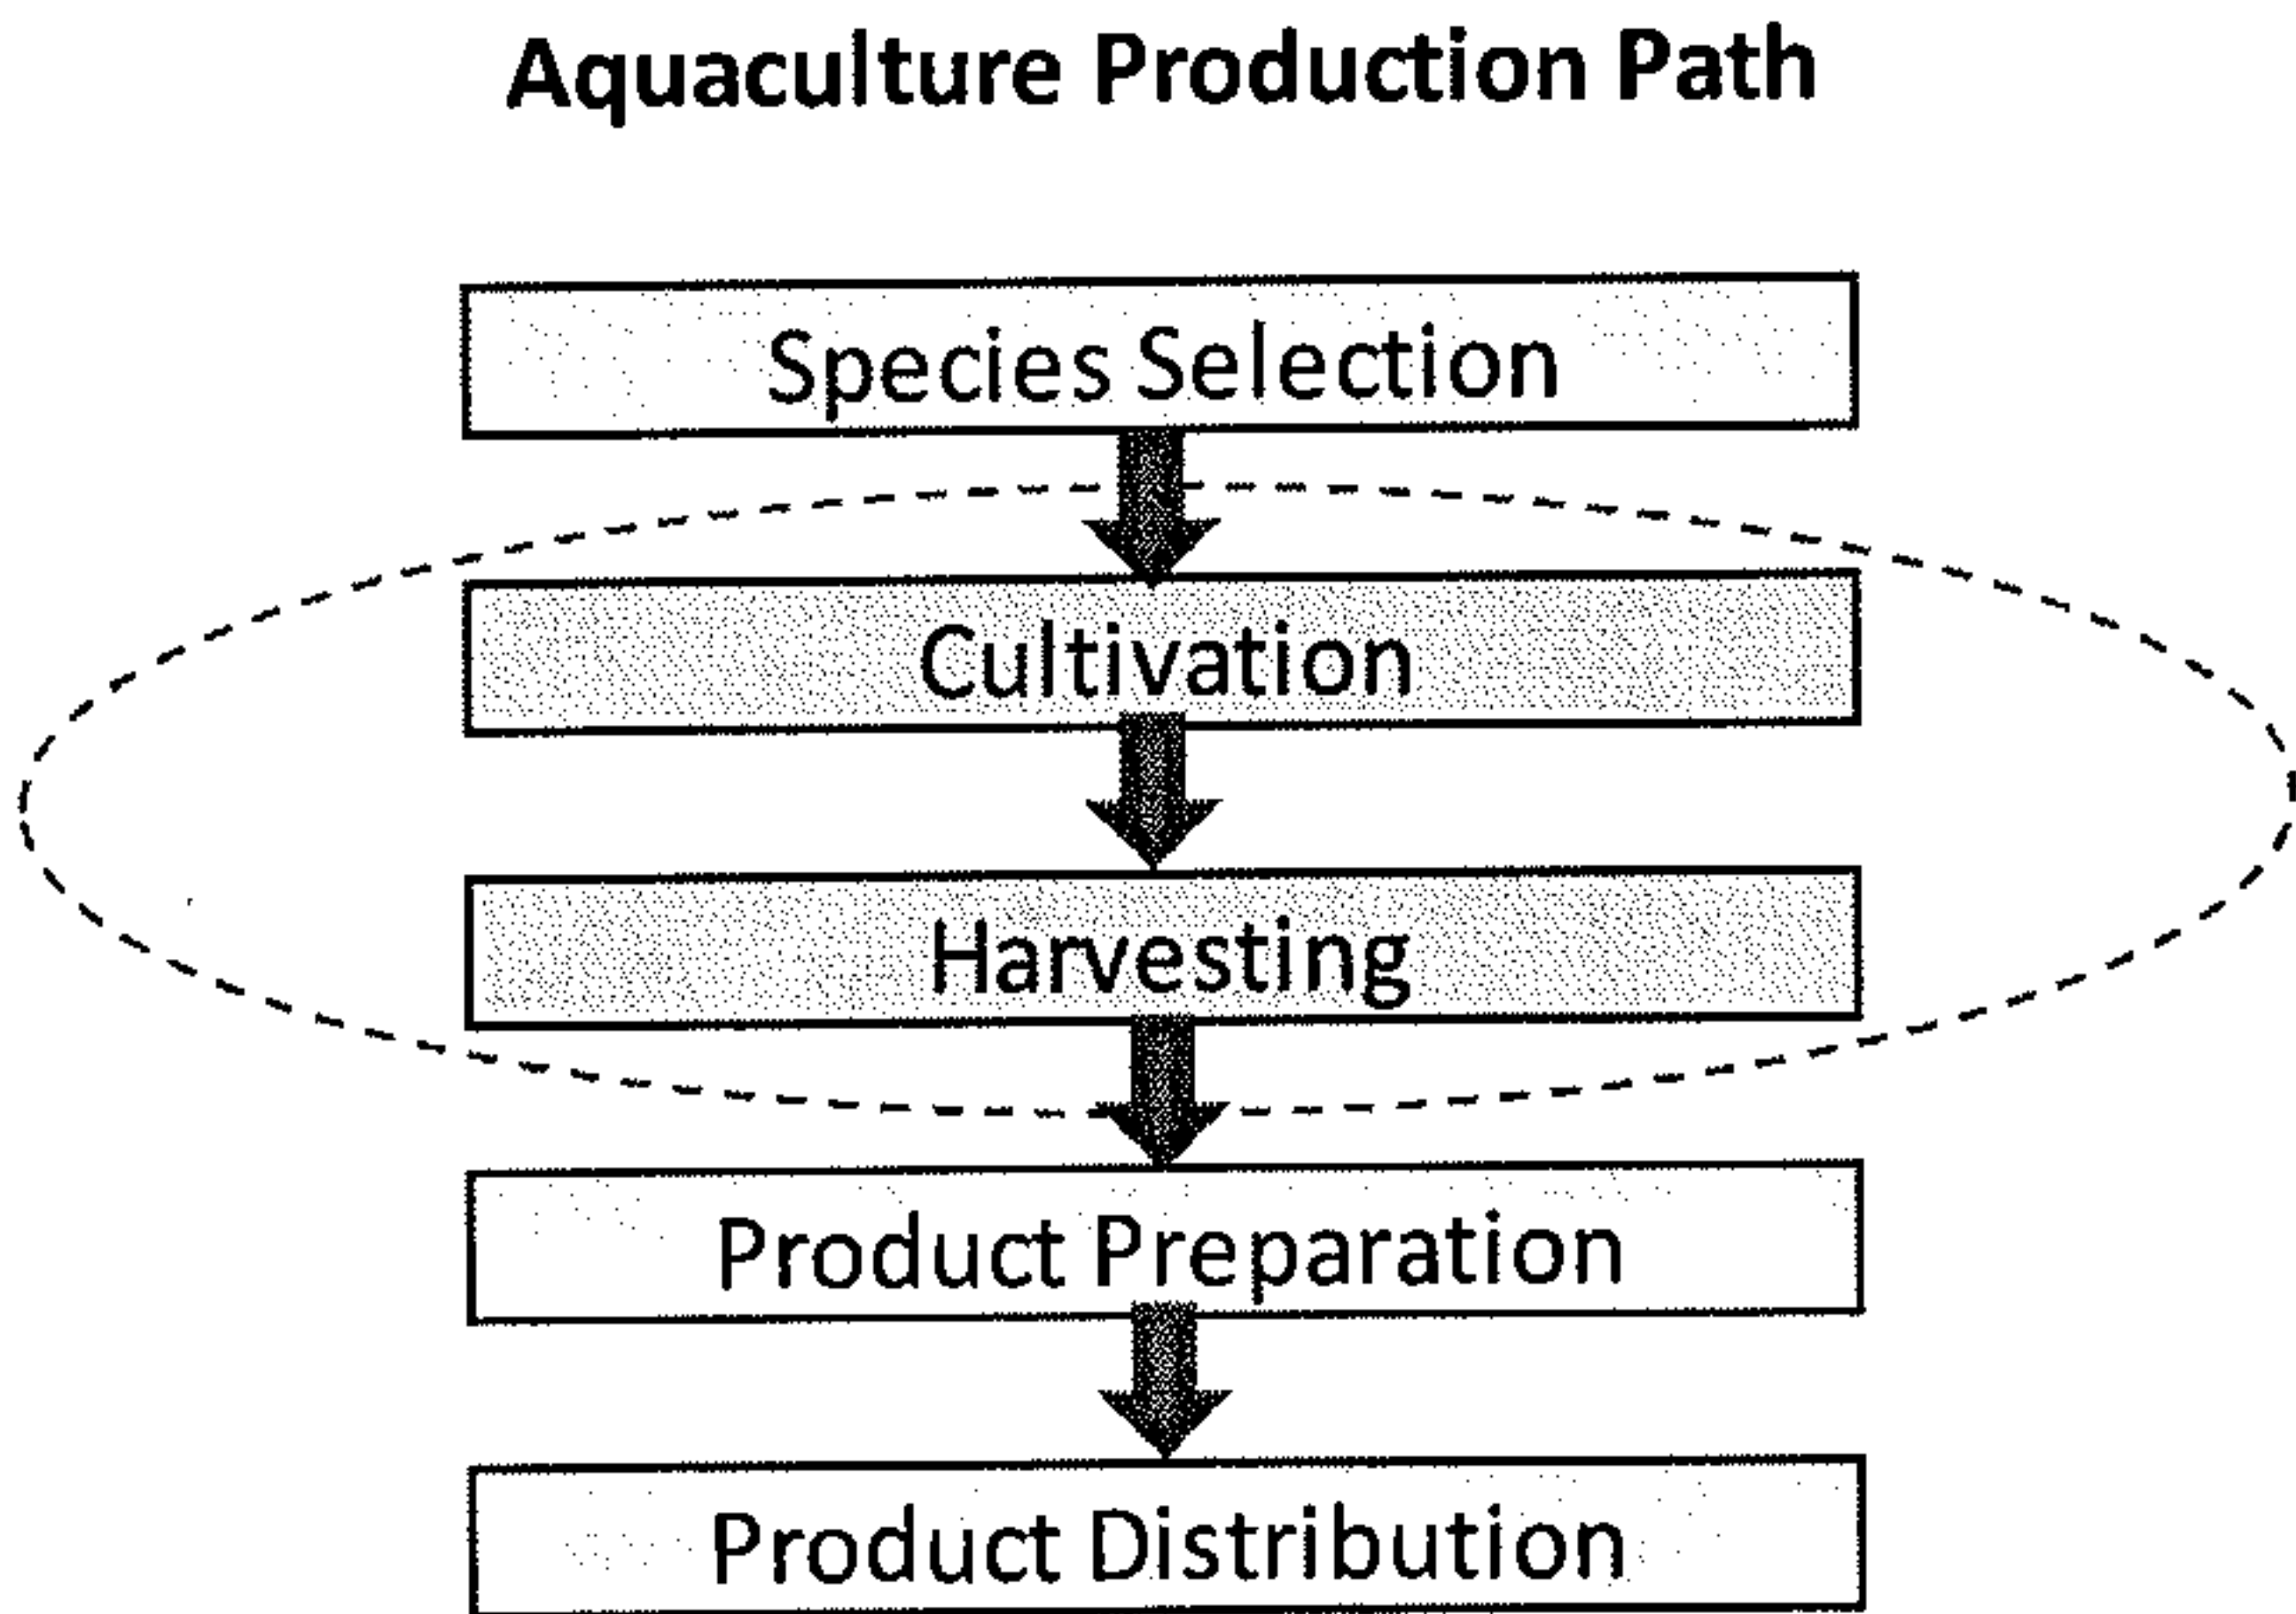 Aquaculture Production Path
Species Selection
Cultivation
Harvesting
Product Preparation
Product Distribution